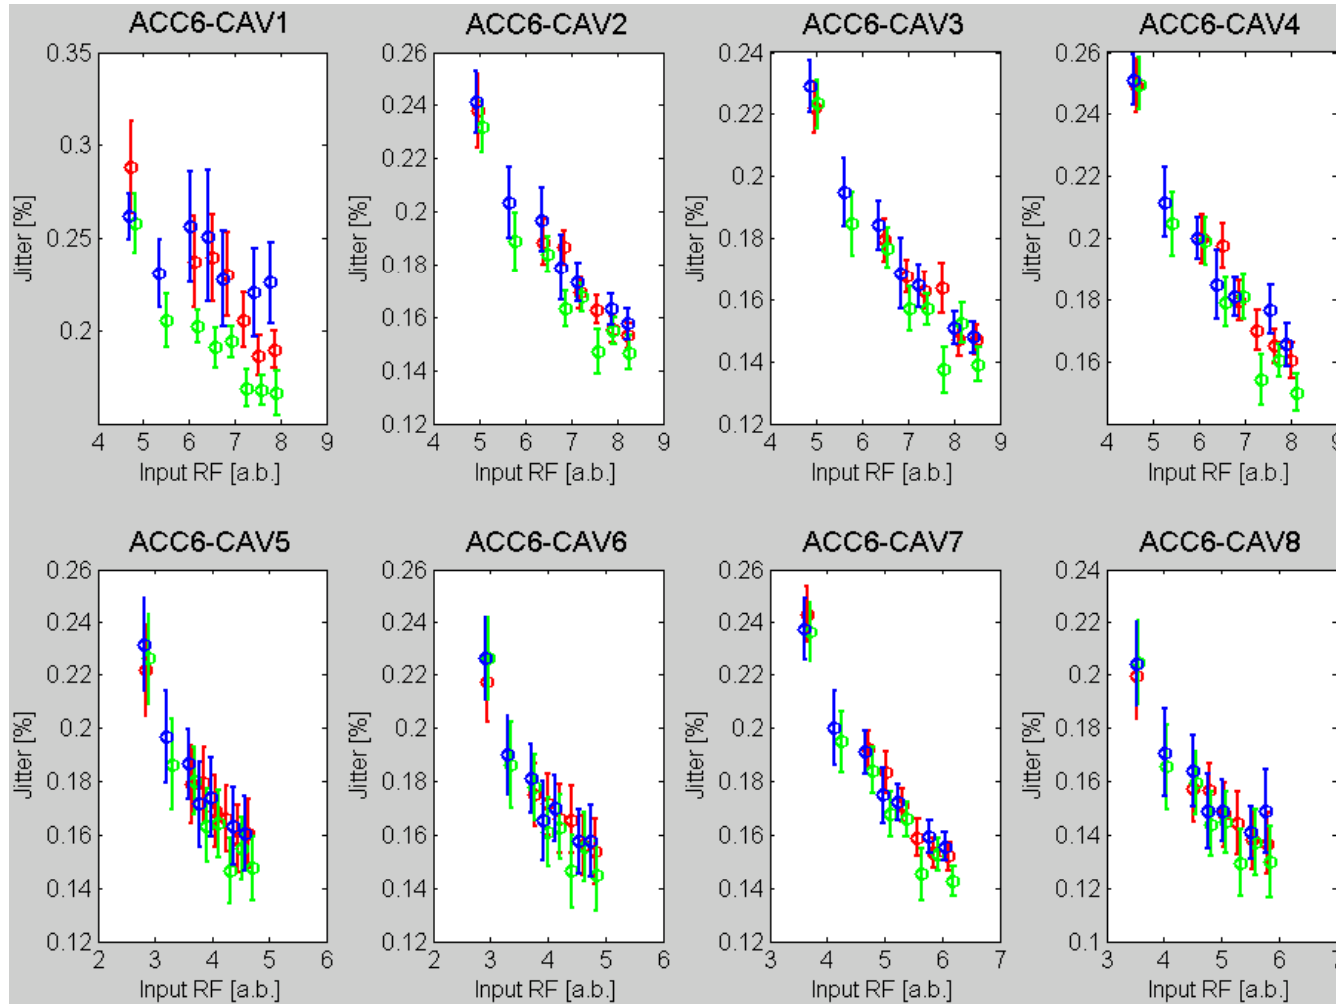 ACC6-CAV1
0.35
0.3
0.25
0.2
Jitter [%]
4 5 6 7 8 9
Input RF [a.b.]
ACC6-CAV2
0.26
0.24
0.22
0.2
0.18
0.16
0.14
0.12
Jitter [%]
4 5 6 7 8 9
Input RF [a.b.]
ACC6-CAV3
0.24
0.22
0.2
0.18
0.16
0.14
0.12
Jitter [%]
4 5 6 7 8 9
Input RF [a.b.]
ACC6-CAV4
0.26
0.24
0.22
0.2
0.18
0.16
Jitter [%]
4 5 6 7 8 9
Input RF [a.b.]
ACC6-CAV5
0.26
0.24
0.22
0.2
0.18
0.16
0.14
0.12
Jitter [%]
2 3 4 5 6
Input RF [a.b.]
ACC6-CAV6
0.26
0.24
0.22
0.2
0.18
0.16
0.14
0.12
Jitter [%]
2 3 4 5 6
Input RF [a.b.]
ACC6-CAV7
0.26
0.24
0.22
0.2
0.18
0.16
0.14
0.12
Jitter [%]
3 4 5 6 7
Input RF [a.b.]
ACC6-CAV8
0.24
0.22
0.2
0.18
0.16
0.14
0.12
0.1
Jitter [%]
3 4 5 6 7
Input RF [a.b.]